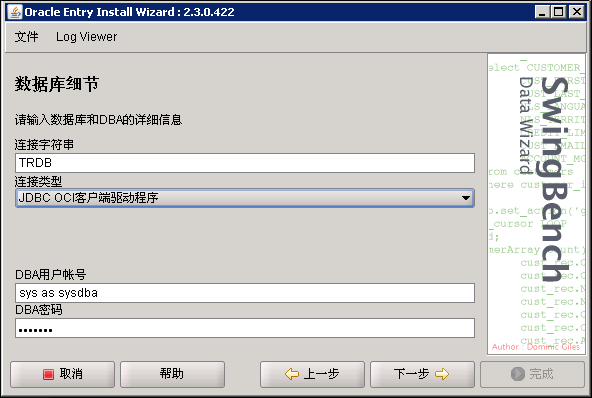 Oracle Entry Install Wizard : 2.3.0.422
文件 Log Viewer
数据库细节
请输入数据库和DBA的详细信息
连接字符串
TRDB
连接类型
JDBC OCI客户端驱动程序
DBA用户帐号
sys as sysdba
DBA密码
•••••••
SwingBench
Data Wizard
Author : Dominic Giles
取消 帮助 上一步 下一步 完成